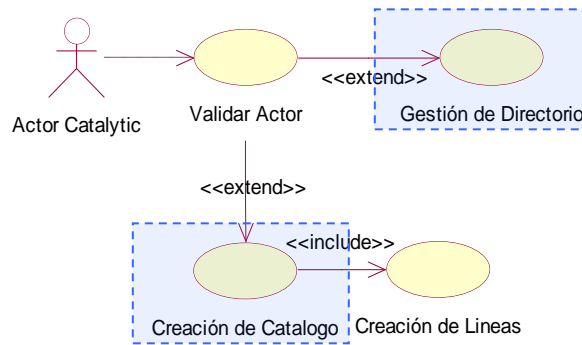 <<extend>>
Actor Catalytic
Validar Actor
Gestión de Directorio
<<extend>>
<<include>>
Creación de Catalogo
Creación de Lineas